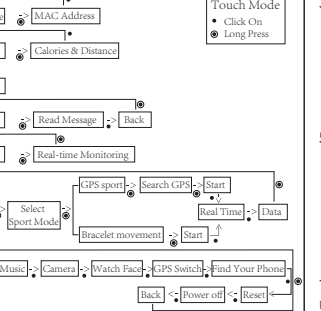 Touch Mode
• Click On
◉ Long Press
MAC Address
Calories & Distance
Read Message -> Back
Real-time Monitoring
GPS sport -> Search GPS -> Start
Select
Sport Mode
Real Time -> Data
Bracelet movement -> Start
Music -> Camera -> Watch Face -> GPS Switch -> Find Your Phone
Back <- Power off <- Reset